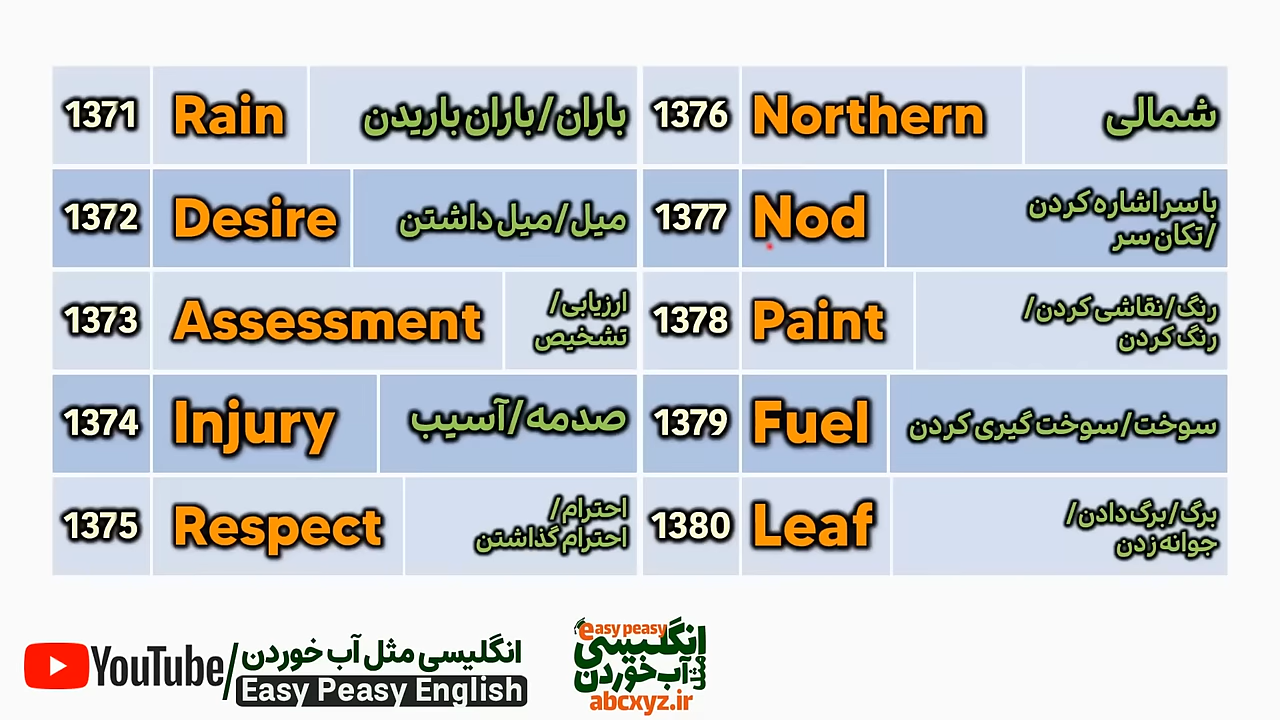 1371 Rain باران/باران باریدن
1372 Desire میل/میل داشتن
1373 Assessment ارزیابی/
تشخیص
1374 Injury صدمه/آسیب
1375 Respect احترام/
احترام گذاشتن
1376 Northern شمالی
1377 Nod با سر اشاره کردن
/تکان سر
1378 Paint رنگ/نقاشی کردن/
رنگ کردن
1379 Fuel سوخت/سوخت گیری کردن
1380 Leaf برگ/برگ دادن/
جوانه زدن
YouTube/انگلیسی مثل آب خوردن
Easy Peasy English
easy peasy
انگلیسی
مثل آب خوردن
abcxyz.ir